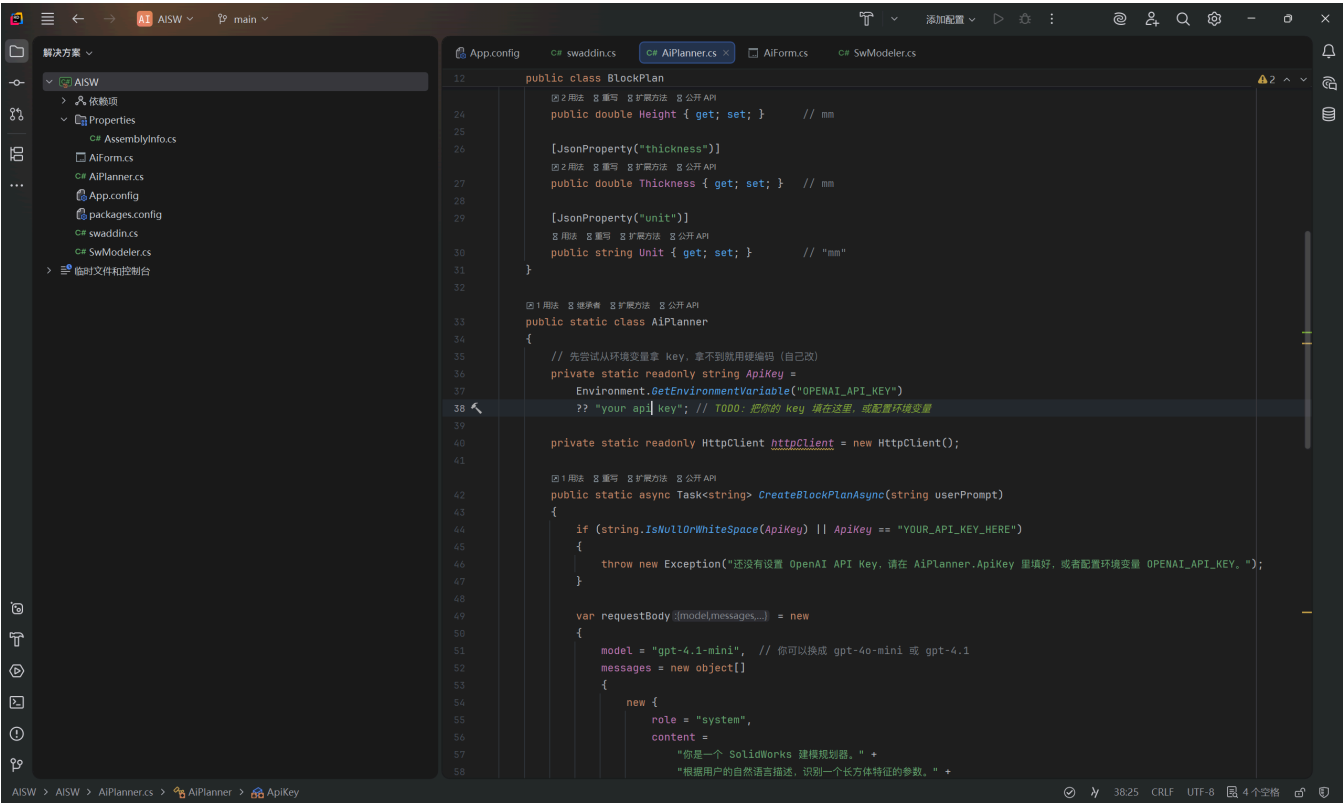 AI AISW main 添加配置
解决方案
App.config swaddin.cs AiPlanner.cs AiForm.cs SwModeler.cs
AISW
依赖项
Properties
AssemblyInfo.cs
AiForm.cs
AiPlanner.cs
App.config
packages.config
swaddin.cs
SwModeler.cs
临时文件和控制台
12 public class BlockPlan 2
2 用法 重写 扩展方法 公开 API
24 public double Height { get; set; } // mm
25
26 [JsonProperty("thickness")]
2 用法 重写 扩展方法 公开 API
27 public double Thickness { get; set; } // mm
28
29 [JsonProperty("unit")]
用法 重写 扩展方法 公开 API
30 public string Unit { get; set; } // "mm"
31 }
32
1 用法 继承者 扩展方法 公开 API
33 public static class AiPlanner
34 {
35 // 先尝试从环境变量拿 key，拿不到就用硬编码（自己改）
36 private static readonly string ApiKey =
37 Environment.GetEnvironmentVariable("OPENAI_API_KEY")
38 ?? "your api key"; // TODO: 把你的 key 填在这里，或配置环境变量
39
40 private static readonly HttpClient httpClient = new HttpClient();
41
1 用法 重写 扩展方法 公开 API
42 public static async Task<string> CreateBlockPlanAsync(string userPrompt)
43 {
44 if (string.IsNullOrWhiteSpace(ApiKey) || ApiKey == "YOUR_API_KEY_HERE")
45 {
46 throw new Exception("还没有设置 OpenAI API Key，请在 AiPlanner.ApiKey 里填好，或者配置环境变量 OPENAI_API_KEY。");
47 }
48
49 var requestBody :{model,messages,...} = new
50 {
51 model = "gpt-4.1-mini", // 你可以换成 gpt-4o-mini 或 gpt-4.1
52 messages = new object[]
53 {
54 new {
55 role = "system",
56 content =
57 "你是一个 SolidWorks 建模规划器。" +
58 "根据用户的自然语言描述，识别一个长方体特征的参数。" +
AISW > AISW > AiPlanner.cs > AiPlanner > ApiKey 38:25 CRLF UTF-8 4 个空格